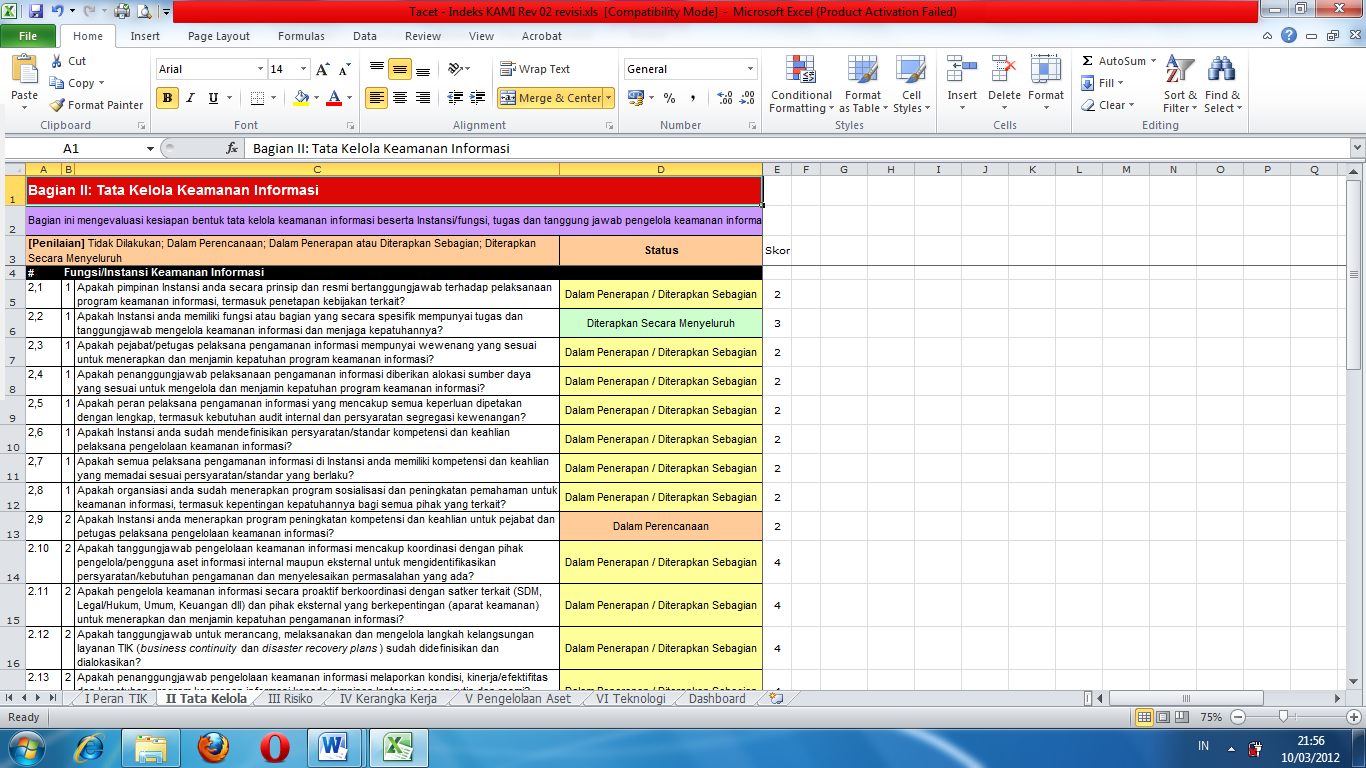 Tacet - Indeks KAMI Rev 02 revisi.xls [Compatibility Mode] - Microsoft Excel (Product Activation Failed)
File Home Insert Page Layout Formulas Data Review View Acrobat
Paste
Cut
Copy
Format Painter
Clipboard
Arial 14
Font
Wrap Text
Merge & Center
Alignment
General
Number
Conditional Formatting
Format as Table
Cell Styles
Styles
Insert Delete Format
Cells
AutoSum
Fill
Clear
Sort & Filter
Find & Select
Editing
A1 fx Bagian II: Tata Kelola Keamanan Informasi
A B C D E F G H I J K L M N O P Q
1 Bagian II: Tata Kelola Keamanan Informasi
2 Bagian ini mengevaluasi kesiapan bentuk tata kelola keamanan informasi beserta Instansi/fungsi, tugas dan tanggung jawab pengelola keamanan informa
3 [Penilaian] Tidak Dilakukan; Dalam Perencanaan; Dalam Penerapan atau Diterapkan Sebagian; Diterapkan
Secara Menyeluruh
Status Skor
4 # Fungsi/Instansi Keamanan Informasi
5 2,1 1 Apakah pimpinan Instansi anda secara prinsip dan resmi bertanggungjawab terhadap pelaksanaan
program keamanan informasi, termasuk penetapan kebijakan terkait?
Dalam Penerapan / Diterapkan Sebagian 2
6 2,2 1 Apakah Instansi anda memiliki fungsi atau bagian yang secara spesifik mempunyai tugas dan
tanggungjawab mengelola keamanan informasi dan menjaga kepatuhannya?
Diterapkan Secara Menyeluruh 3
7 2,3 1 Apakah pejabat/petugas pelaksana pengamanan informasi mempunyai wewenang yang sesuai
untuk menerapkan dan menjamin kepatuhan program keamanan informasi?
Dalam Penerapan / Diterapkan Sebagian 2
8 2,4 1 Apakah penanggungjawab pelaksanaan pengamanan informasi diberikan alokasi sumber daya
yang sesuai untuk mengelola dan menjamin kepatuhan program keamanan informasi?
Dalam Penerapan / Diterapkan Sebagian 2
9 2,5 1 Apakah peran pelaksana pengamanan informasi yang mencakup semua keperluan dipetakan
dengan lengkap, termasuk kebutuhan audit internal dan persyaratan segregasi kewenangan?
Dalam Penerapan / Diterapkan Sebagian 2
10 2,6 1 Apakah Instansi anda sudah mendefinisikan persyaratan/standar kompetensi dan keahlian
pelaksana pengelolaan keamanan informasi?
Dalam Penerapan / Diterapkan Sebagian 2
11 2,7 1 Apakah semua pelaksana pengamanan informasi di Instansi anda memiliki kompetensi dan keahlian
yang memadai sesuai persyaratan/standar yang berlaku?
Dalam Penerapan / Diterapkan Sebagian 2
12 2,8 1 Apakah organsiasi anda sudah menerapkan program sosialisasi dan peningkatan pemahaman untuk
keamanan informasi, termasuk kepentingan kepatuhannya bagi semua pihak yang terkait?
Dalam Penerapan / Diterapkan Sebagian 2
13 2,9 2 Apakah Instansi anda menerapkan program peningkatan kompetensi dan keahlian untuk pejabat dan
petugas pelaksana pengelolaan keamanan informasi?
Dalam Perencanaan 2
14 2.10 2 Apakah tanggungjawab pengelolaan keamanan informasi mencakup koordinasi dengan pihak
pengelola/pengguna aset informasi internal maupun eksternal untuk mengidentifikasikan
persyaratan/kebutuhan pengamanan dan menyelesaikan permasalahan yang ada?
Dalam Penerapan / Diterapkan Sebagian 4
15 2.11 2 Apakah pengelola keamanan informasi secara proaktif berkoordinasi dengan satker terkait (SDM,
Legal/Hukum, Umum, Keuangan dll) dan pihak eksternal yang berkepentingan (aparat keamanan)
untuk menerapkan dan menjamin kepatuhan pengamanan informasi?
Dalam Penerapan / Diterapkan Sebagian 4
16 2.12 2 Apakah tanggungjawab untuk merancang, melaksanakan dan mengelola langkah kelangsungan
layanan TIK (business continuity dan disaster recovery plans) sudah didefinisikan dan
dialokasikan?
Dalam Penerapan / Diterapkan Sebagian 4
2.13 2 Apakah penanggungjawab pengelolaan keamanan informasi melaporkan kondisi, kinerja/efektifitas
I Peran TIK II Tata Kelola III Risiko IV Kerangka Kerja V Pengelolaan Aset VI Teknologi Dashboard
Ready 75%
IN 21:56
10/03/2012